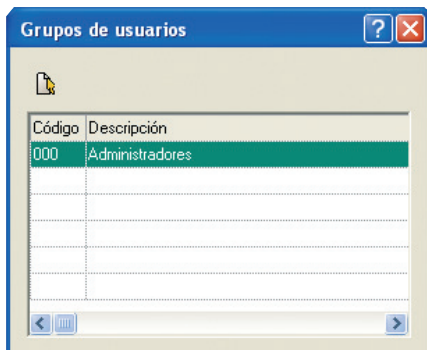 Grupos de usuarios
Código Descripción
000 Administradores